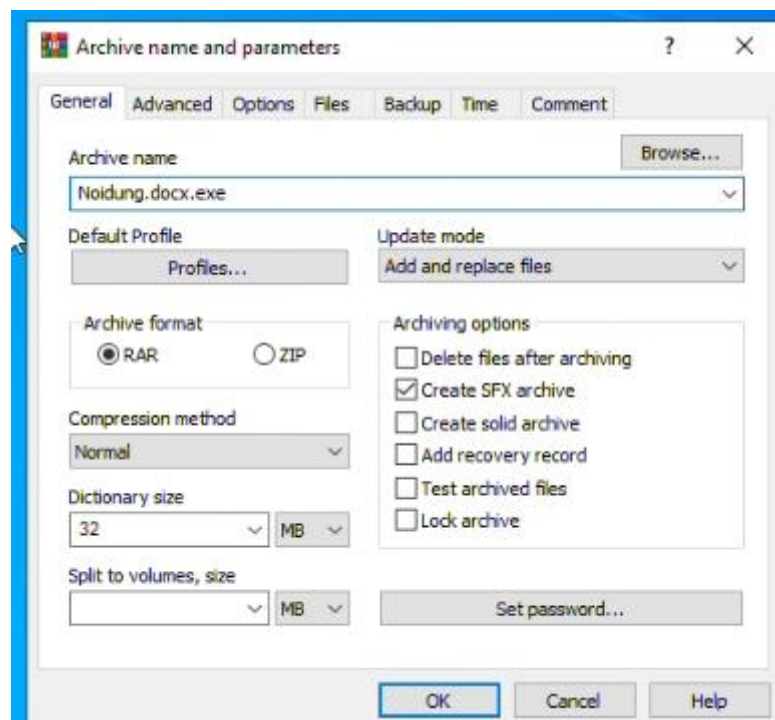 Archive name and parameters ?
General Advanced Options Files Backup Time Comment
Archive name
Browse...
Noidung.docx.exe
Default Profile
Profiles...
Update mode
Add and replace files
Archive format
RAR ZIP
Compression method
Normal
Dictionary size
32 MB
Split to volumes, size
MB
Archiving options
Delete files after archiving
Create SFX archive
Create solid archive
Add recovery record
Test archived files
Lock archive
Set password...
OK Cancel Help